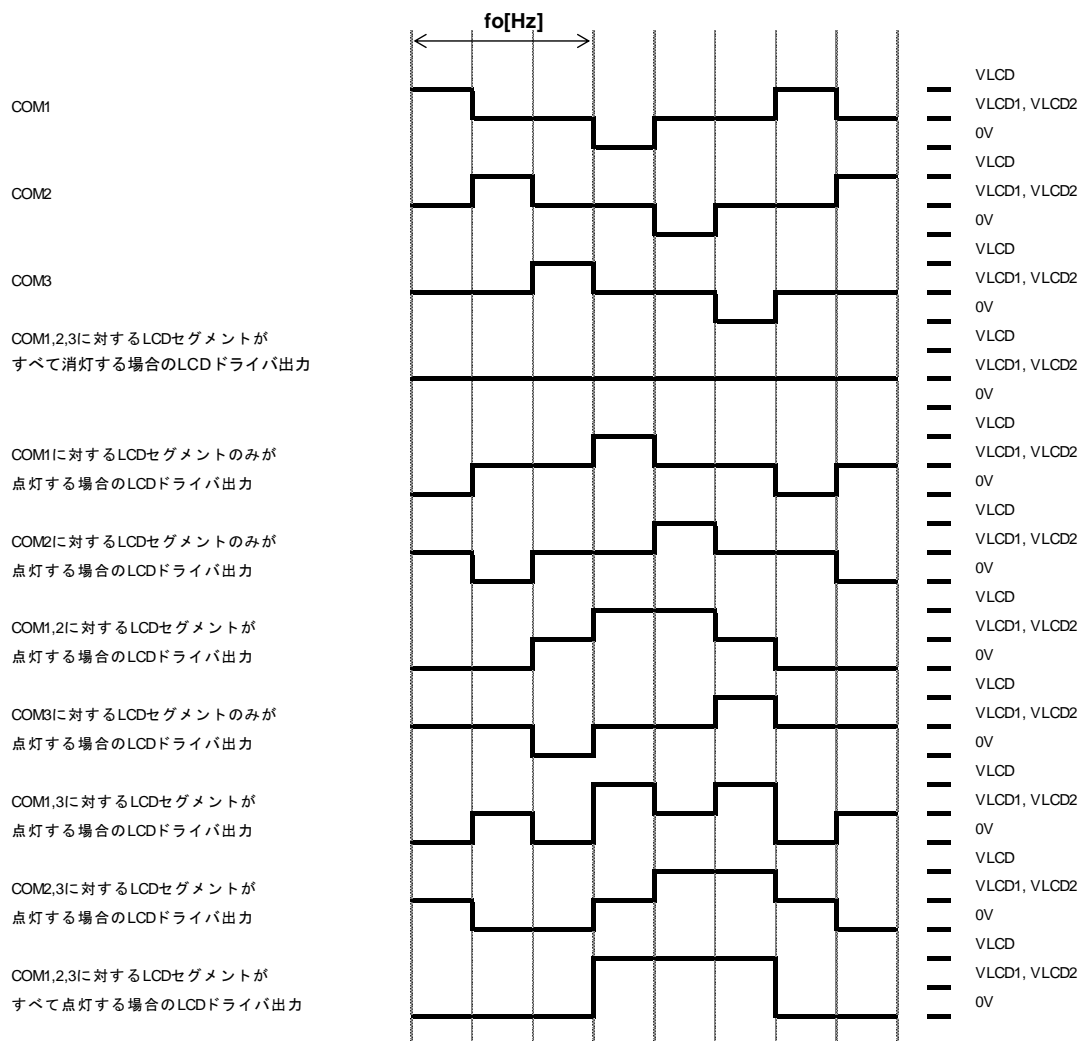 fo[Hz]
COM1
VLCD
VLCD1, VLCD2
0V
COM2
VLCD
VLCD1, VLCD2
0V
COM3
VLCD
VLCD1, VLCD2
0V
COM1,2,3に対するLCDセグメントが
すべて消灯する場合のLCDドライバ出力
VLCD
VLCD1, VLCD2
0V
COM1に対するLCDセグメントのみが
点灯する場合のLCDドライバ出力
VLCD
VLCD1, VLCD2
0V
COM2に対するLCDセグメントのみが
点灯する場合のLCDドライバ出力
VLCD
VLCD1, VLCD2
0V
COM1,2に対するLCDセグメントが
点灯する場合のLCDドライバ出力
VLCD
VLCD1, VLCD2
0V
COM3に対するLCDセグメントのみが
点灯する場合のLCDドライバ出力
VLCD
VLCD1, VLCD2
0V
COM1,3に対するLCDセグメントが
点灯する場合のLCDドライバ出力
VLCD
VLCD1, VLCD2
0V
COM2,3に対するLCDセグメントが
点灯する場合のLCDドライバ出力
VLCD
VLCD1, VLCD2
0V
COM1,2,3に対するLCDセグメントが
すべて点灯する場合のLCDドライバ出力
VLCD
VLCD1, VLCD2
0V